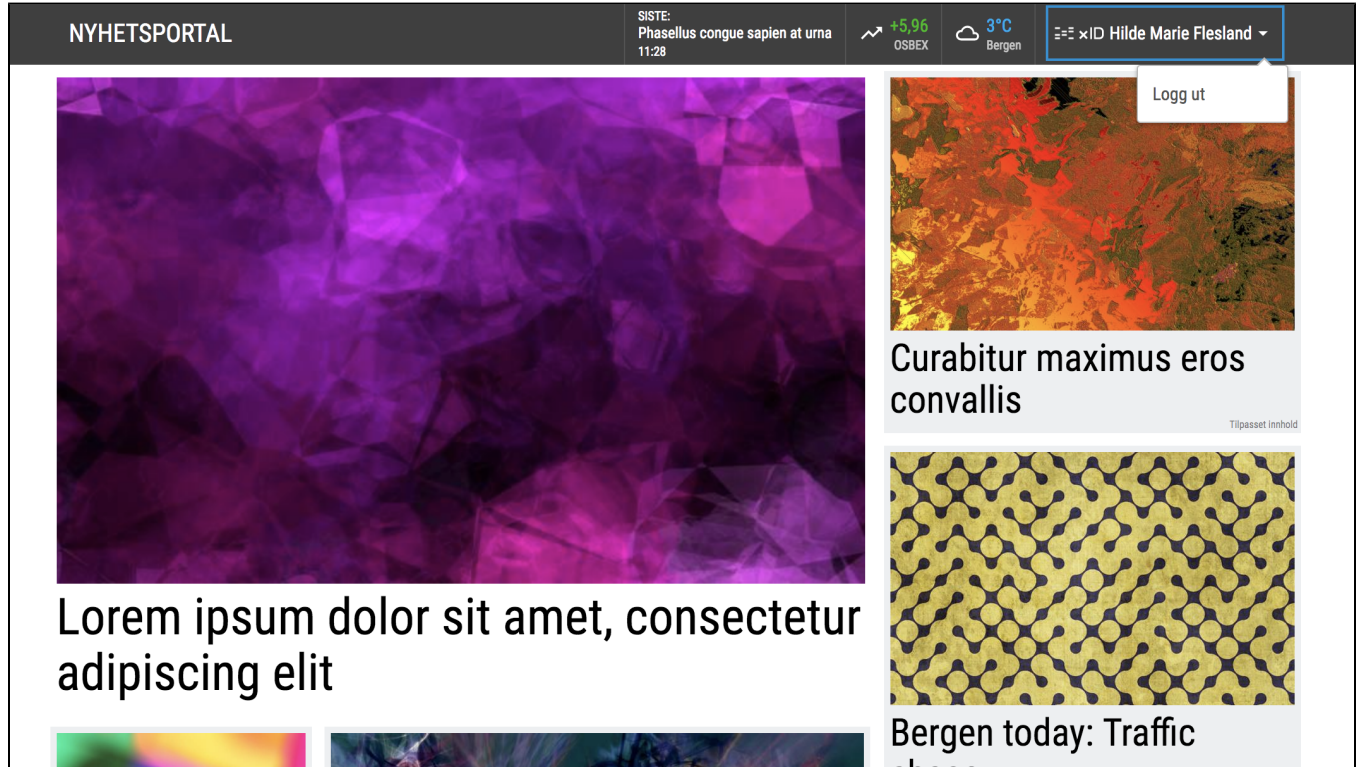 NYHETSPORTAL
SISTE:
Phasellus congue sapien at urna
11:28
+5,96
OSBEX
3°C
Bergen
xID Hilde Marie Flesland
Logg ut
Lorem ipsum dolor sit amet, consectetur
adipiscing elit
Curabitur maximus eros
convallis
Tilpasset innhold
Bergen today: Traffic